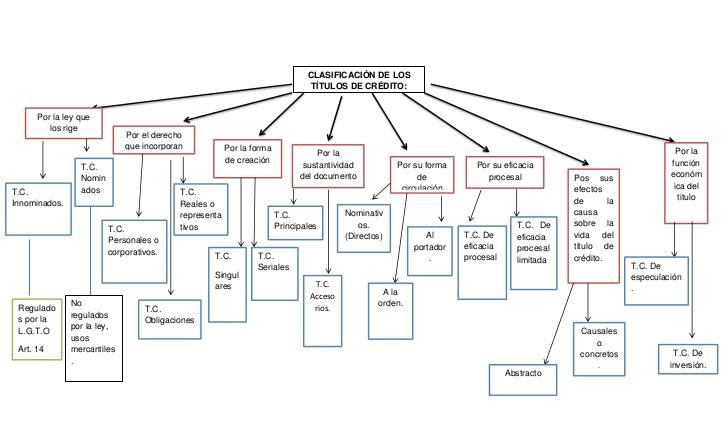 CLASIFICACIÓN DE LOS
TÍTULOS DE CRÉDITO:
Por la ley que
los rige
T.C.
Innominados.
Regulado
s por la
L.G.T.O
Art. 14
T.C.
Nomin
ados
No
regulados
por la ley,
usos
mercantiles
.
Por el derecho
que incorporan
T.C.
Personales o
corporativos.
T.C.
Obligaciones
T.C.
Reales o
representa
tivos
Por la forma
de creación
T.C.
Singul
ares
T.C.
Seriales
Por la
sustantividad
del documento
T.C.
Principales
T.C.
Acceso
rios.
Por su forma
de
circulación
Nominativ
os.
(Directos)
A la
orden.
Al
portador
.
Por su eficacia
procesal
T.C. De
eficacia
procesal
T.C. De
eficacia
procesal
limitada
Pos sus
efectos
de la
causa
sobre la
vida del
título de
crédito.
Abstracto
Causales
o
concretos
.
Por la
función
económ
ica del
título
T.C. De
especulación
.
T.C. De
inversión.